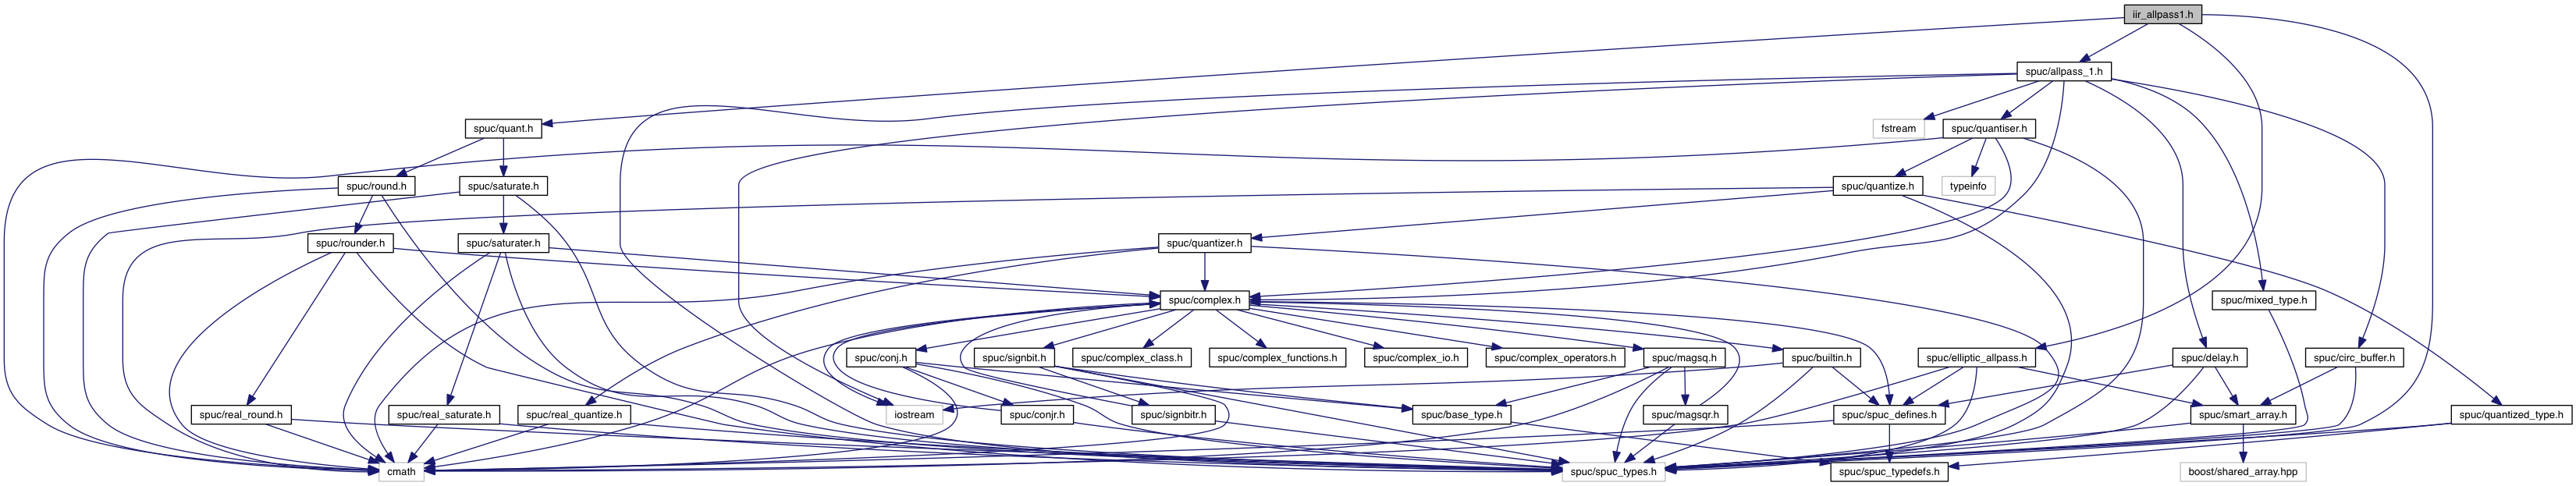 iir_allpass1.h
spuc/allpass_1.h
spuc/quant.h
fstream
spuc/quantiser.h
spuc/round.h
spuc/saturate.h
spuc/quantize.h
typeinfo
spuc/rounder.h
spuc/saturater.h
spuc/quantizer.h
spuc/complex.h
spuc/mixed_type.h
spuc/conj.h
spuc/signbit.h
spuc/complex_class.h
spuc/complex_functions.h
spuc/complex_io.h
spuc/complex_operators.h
spuc/magsq.h
spuc/builtin.h
spuc/elliptic_allpass.h
spuc/delay.h
spuc/circ_buffer.h
spuc/real_round.h
spuc/real_saturate.h
spuc/real_quantize.h
iostream
spuc/conjr.h
spuc/signbitr.h
spuc/base_type.h
spuc/magsqr.h
spuc/spuc_defines.h
spuc/smart_array.h
spuc/quantized_type.h
cmath
spuc/spuc_types.h
spuc/spuc_typedefs.h
boost/shared_array.hpp